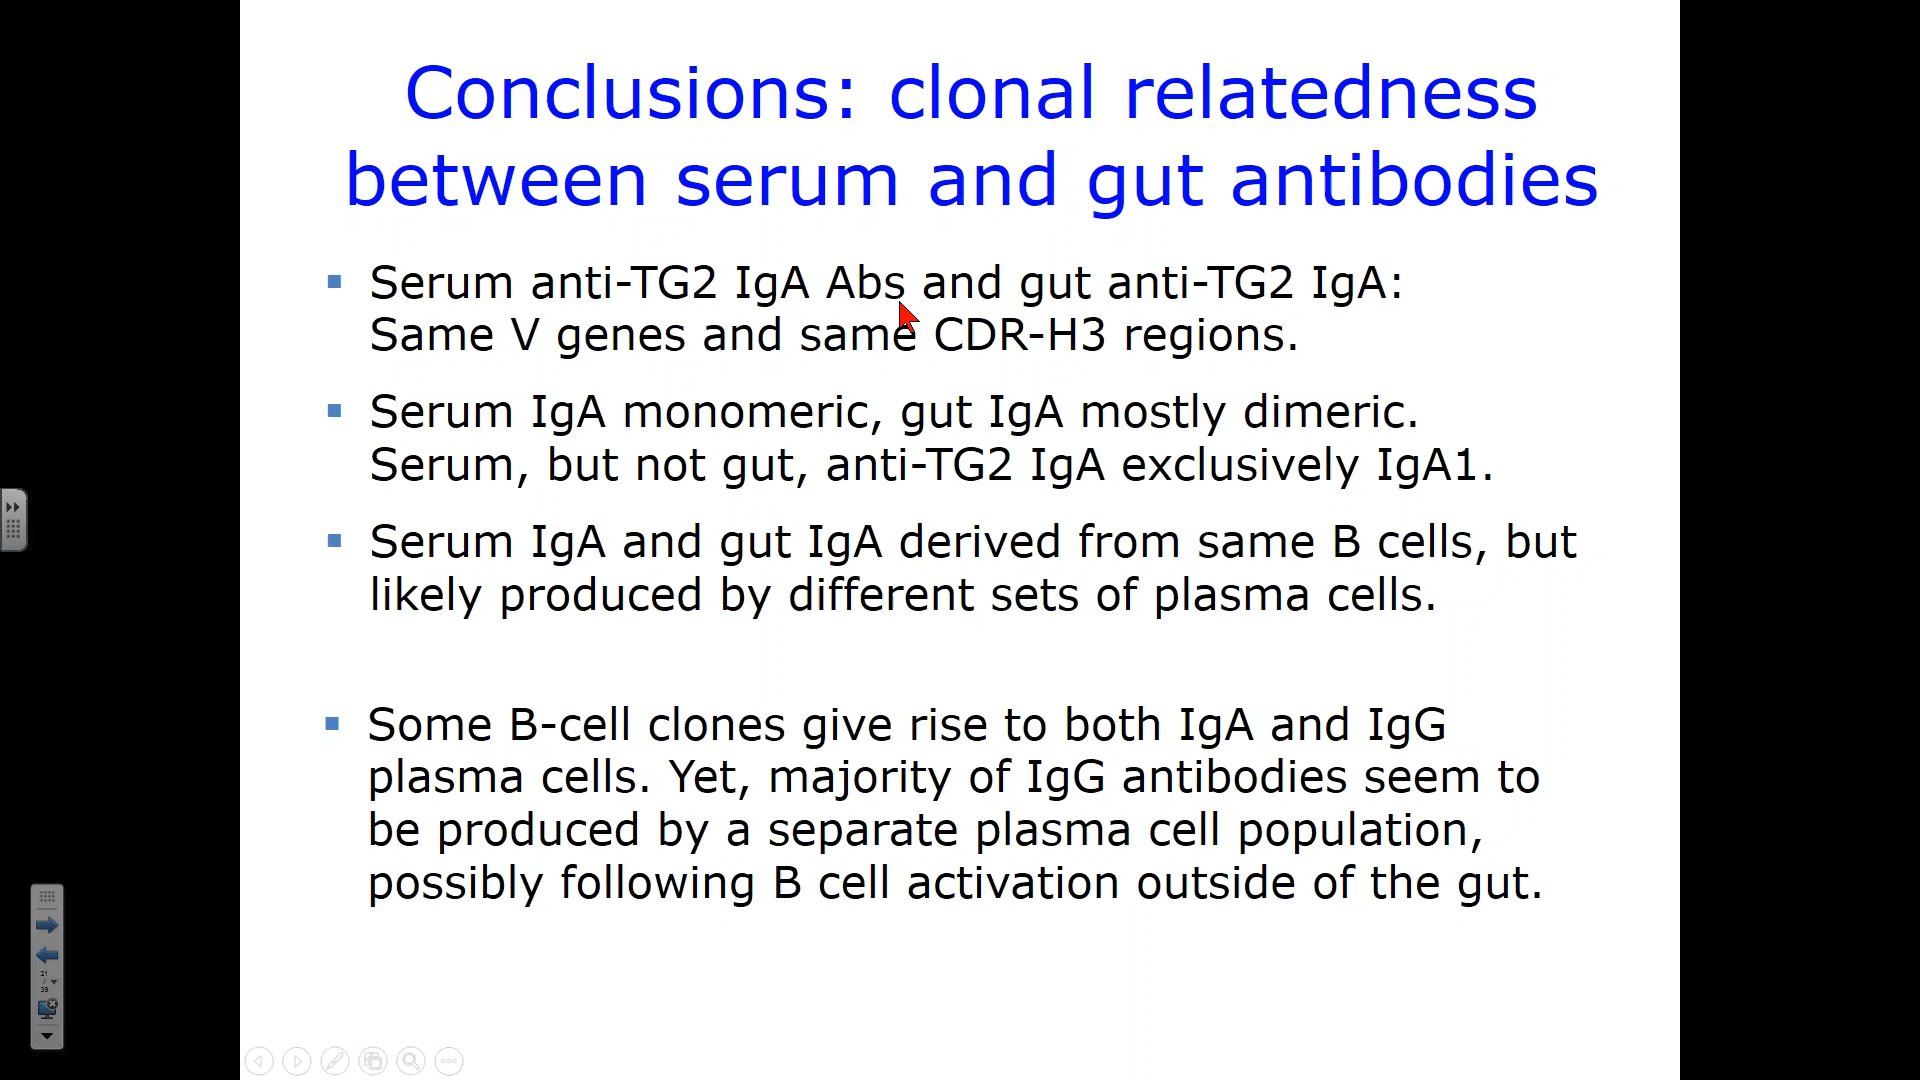 Conclusions: clonal relatedness
between serum and gut antibodies
Serum anti-TG2 IgA Abs and gut anti-TG2 IgA:
Same V genes and same CDR-H3 regions.
Serum IgA monomeric, gut IgA mostly dimeric.
Serum, but not gut, anti-TG2 IgA exclusively IgA1.
Serum IgA and gut IgA derived from same B cells, but
likely produced by different sets of plasma cells.
Some B-cell clones give rise to both IgA and IgG
plasma cells. Yet, majority of IgG antibodies seem to
be produced by a separate plasma cell population,
possibly following B cell activation outside of the gut.
21
/
39